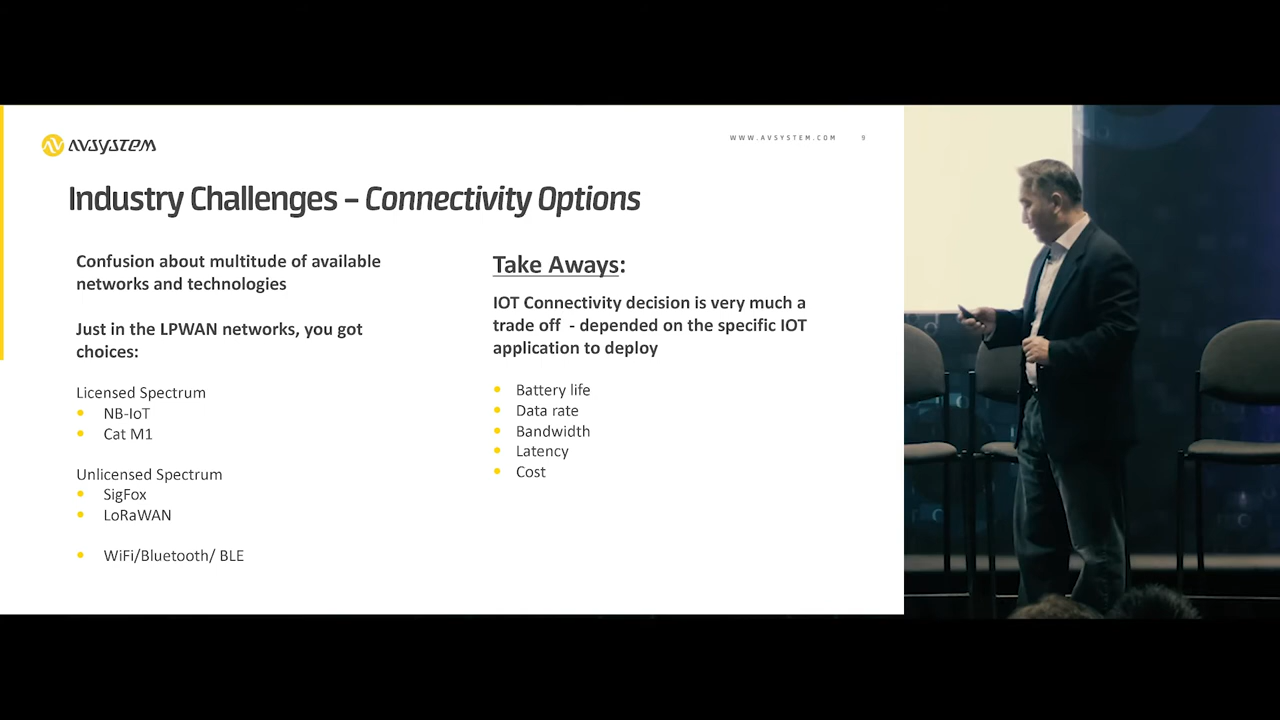 AVSYSTEM
WWW.AVSYSTEM.COM 9
Industry Challenges – Connectivity Options
Confusion about multitude of available
networks and technologies
Just in the LPWAN networks, you got
choices:
Licensed Spectrum
• NB-IoT
• Cat M1
Unlicensed Spectrum
• SigFox
• LoRaWAN
• WiFi/Bluetooth/ BLE
Take Aways:
IOT Connectivity decision is very much a
trade off - depended on the specific IOT
application to deploy
• Battery life
• Data rate
• Bandwidth
• Latency
• Cost